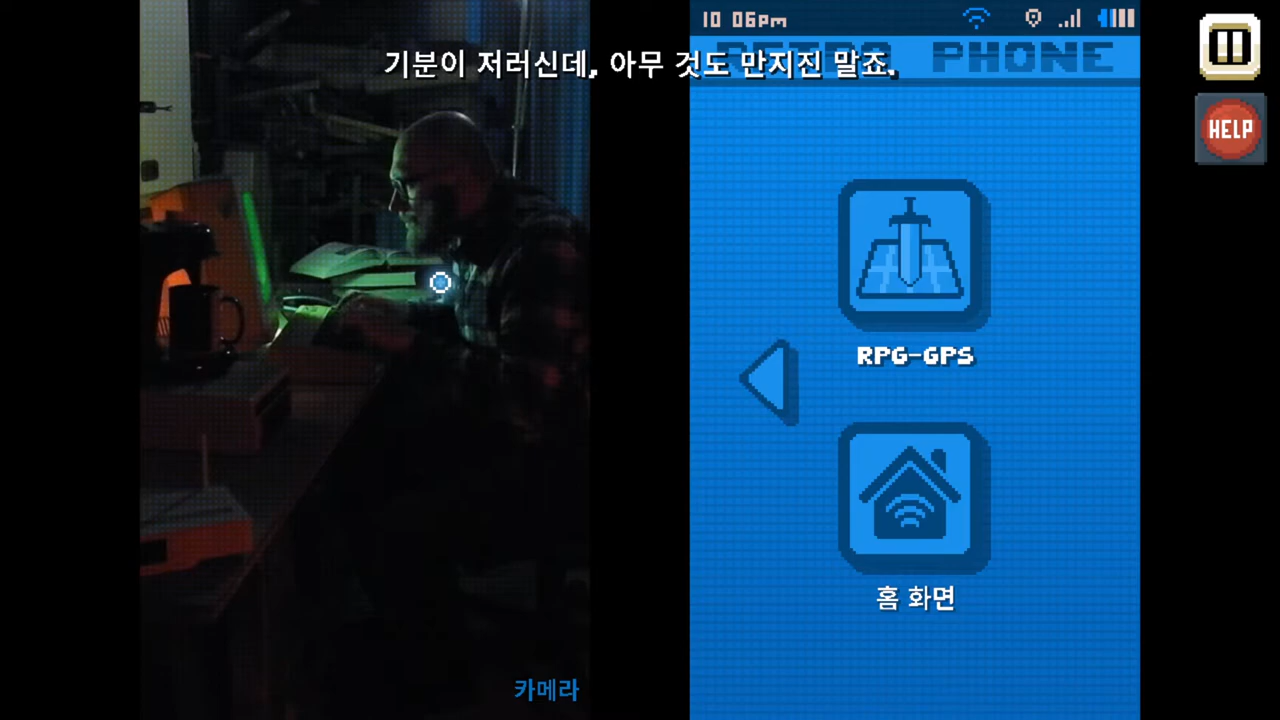 10 06pm
RETRO PHONE
기분이 저러신데, 아무 것도 만지진 말죠.
HELP
RPG-GPS
홈 화면
카메라